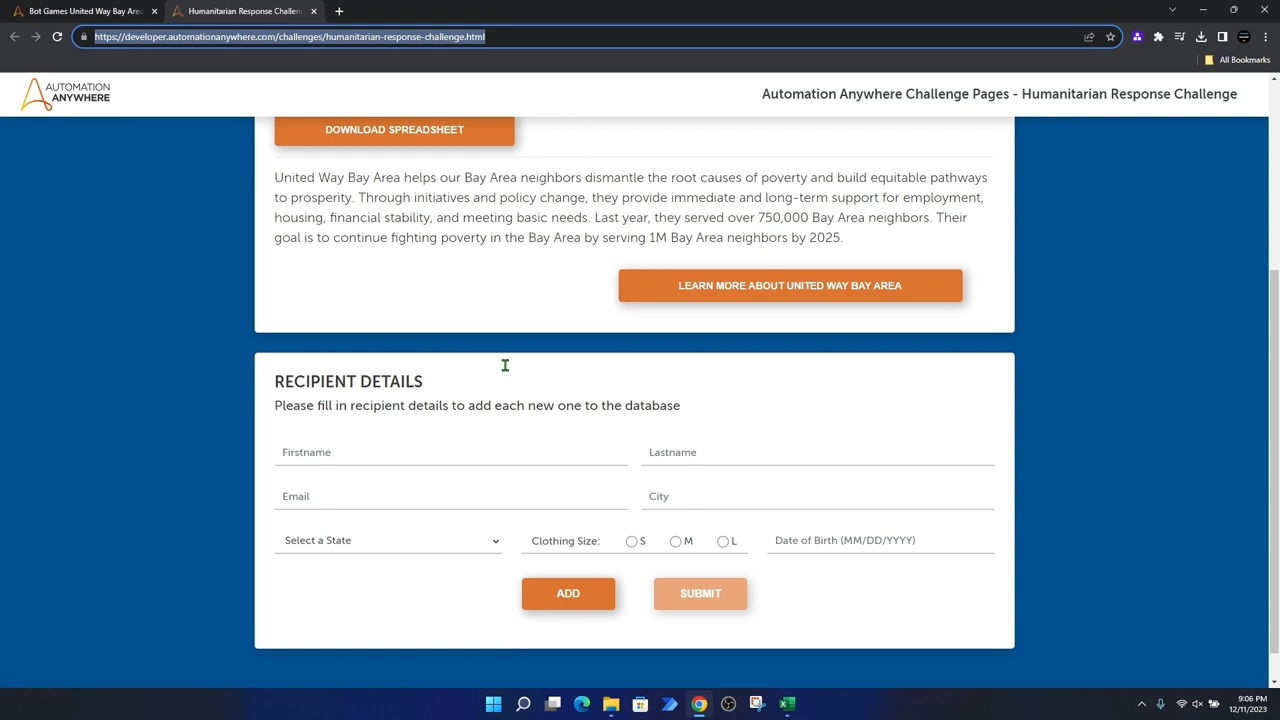 Bot Games United Way Bay Area
Humanitarian Response Challeng
https://developer.automationanywhere.com/challenges/humanitarian-response-challenge.html
All Bookmarks
AUTOMATION
ANYWHERE
Automation Anywhere Challenge Pages - Humanitarian Response Challenge
DOWNLOAD SPREADSHEET
United Way Bay Area helps our Bay Area neighbors dismantle the root causes of poverty and build equitable pathways
to prosperity. Through initiatives and policy change, they provide immediate and long-term support for employment,
housing, financial stability, and meeting basic needs. Last year, they served over 750,000 Bay Area neighbors. Their
goal is to continue fighting poverty in the Bay Area by serving 1M Bay Area neighbors by 2025.
LEARN MORE ABOUT UNITED WAY BAY AREA
RECIPIENT DETAILS
Please fill in recipient details to add each new one to the database
Firstname
Lastname
Email
City
Select a State
Clothing Size:
S
M
L
Date of Birth (MM/DD/YYYY)
ADD
SUBMIT
9:06 PM
12/11/2023